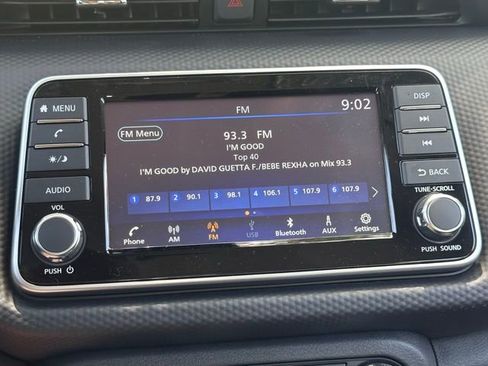 FM
9:02
FM Menu
93.3 FM
I'M GOOD
Top 40
I'M GOOD by DAVID GUETTA F./BEBE REXHA on Mix 93.3
1 87.9 2 90.1 3 98.1 4 106.1 5 107.9 6 107.9
Phone AM FM USB Bluetooth AUX Settings
MENU
AUDIO
VOL
PUSH
DISP
BACK
TUNE-SCROLL
PUSH SOUND